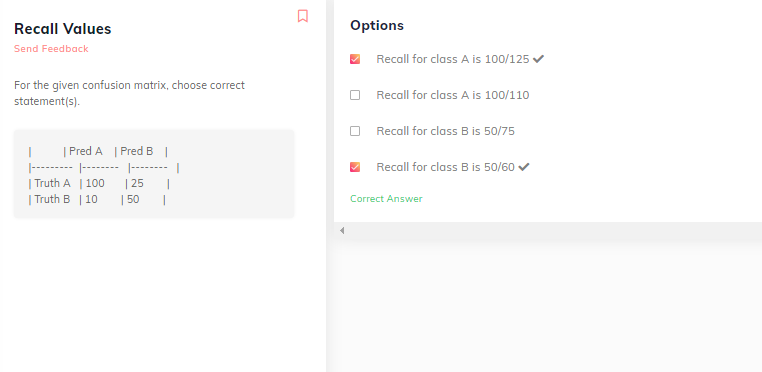 Recall Values
Send Feedback
For the given confusion matrix, choose correct
statement(s).
|          | Pred A    | Pred B    |
|---------  |--------   |--------   |
| Truth A   | 100       | 25        |
| Truth B   | 10        | 50        |
Options
Recall for class A is 100/125 ✔
Recall for class A is 100/110
Recall for class B is 50/75
Recall for class B is 50/60 ✔
Correct Answer